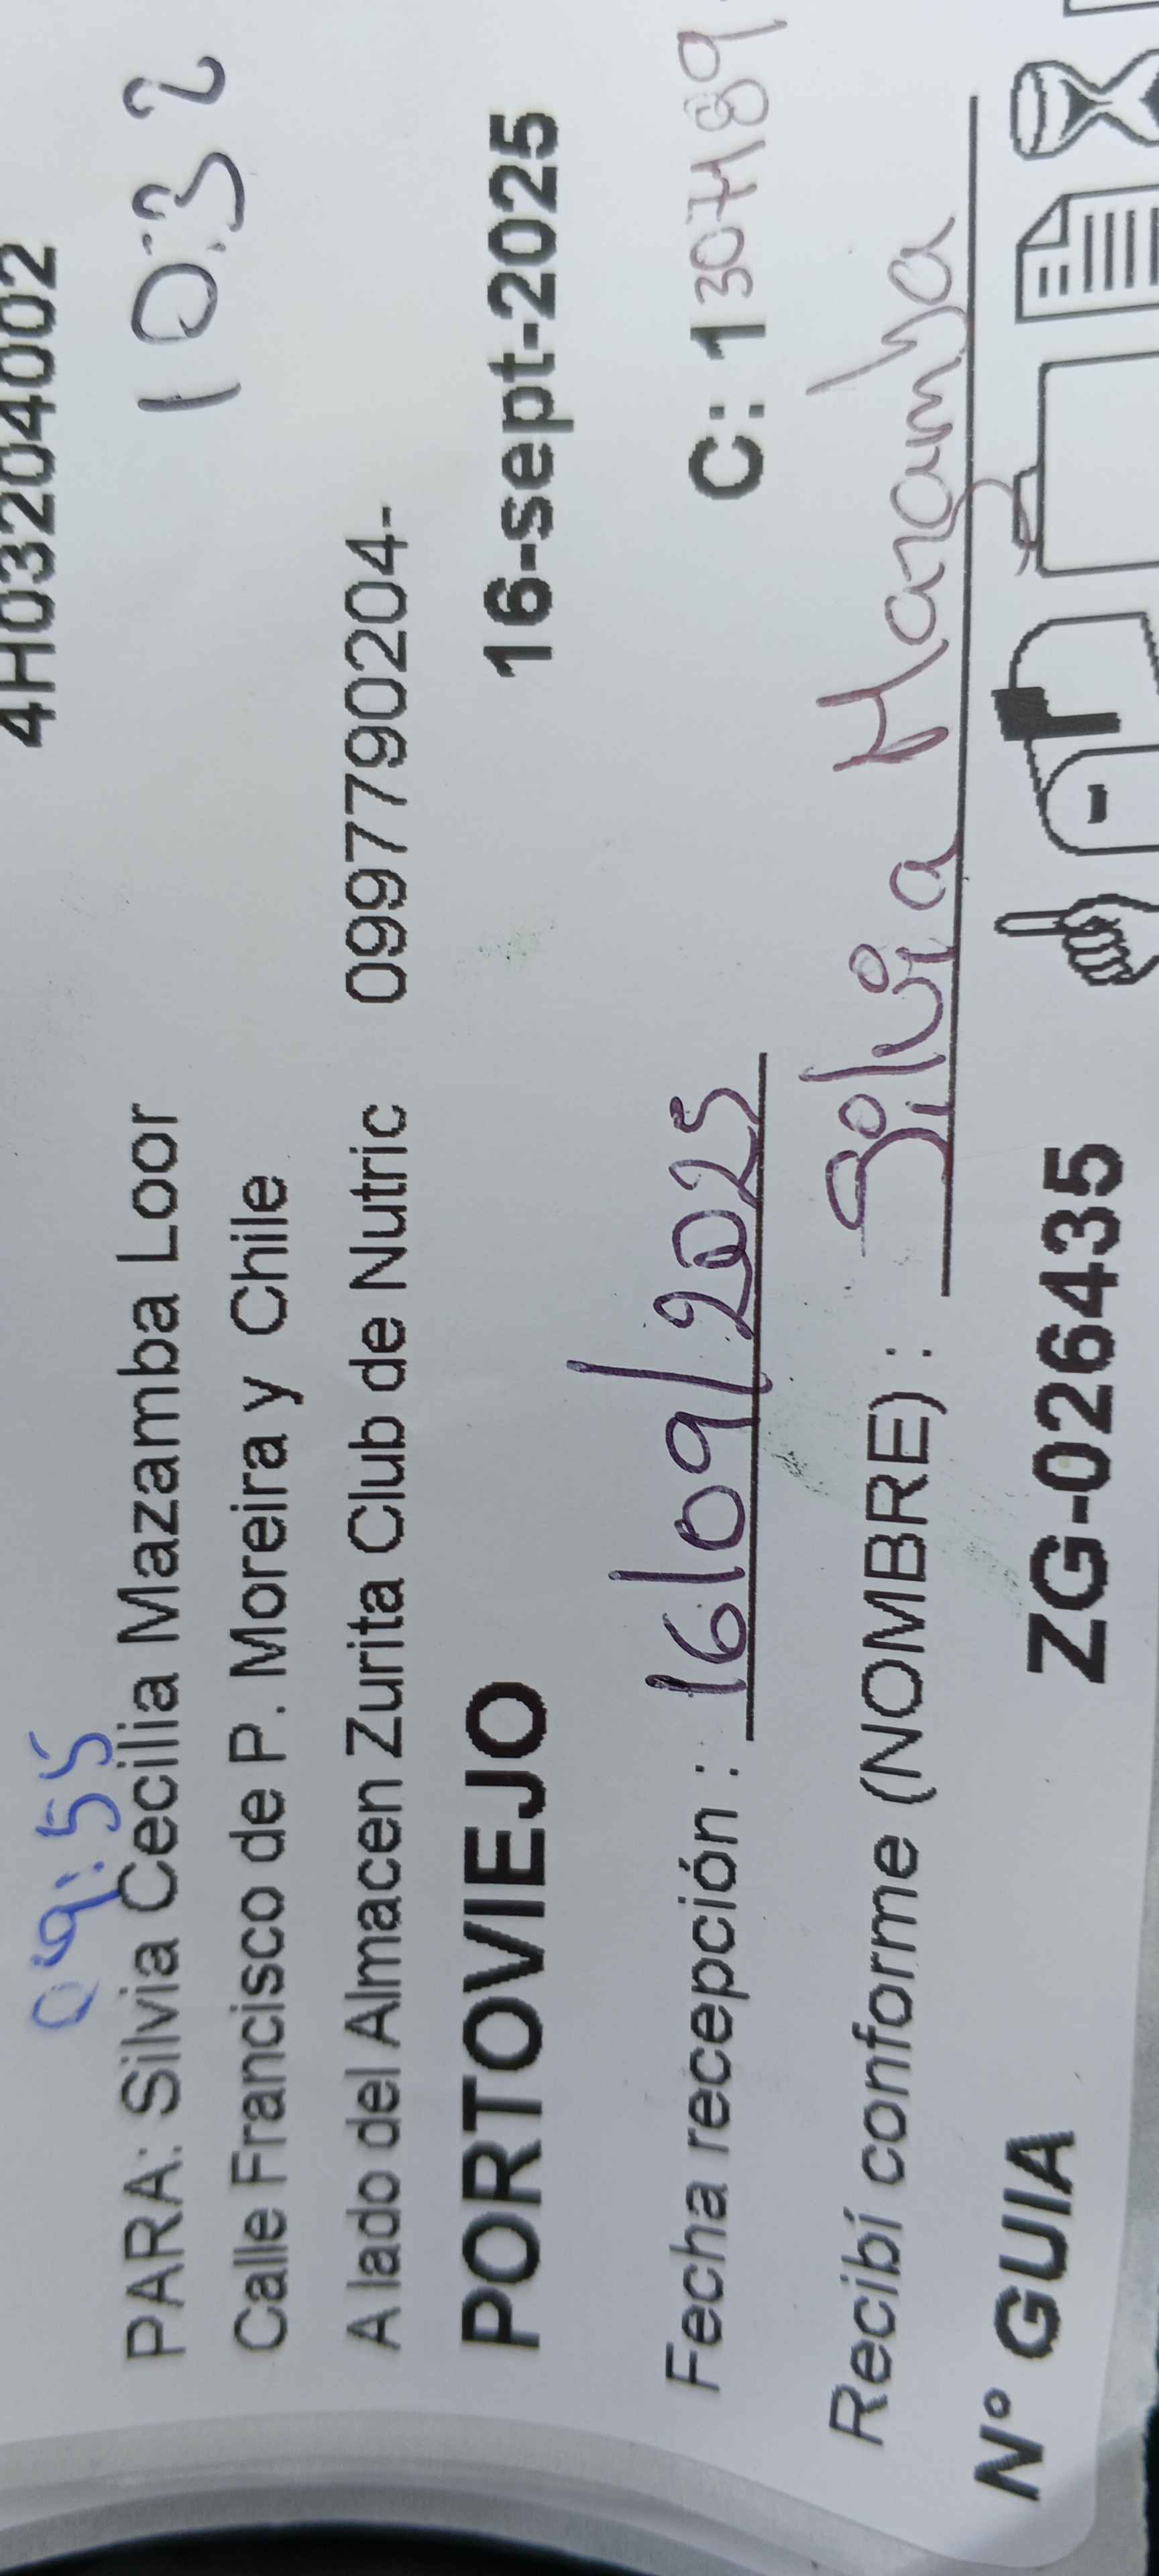 4H03204002
09:55
PARA: Silvia Cecilia Mazamba Loor 10:32
Calle Francisco de P. Moreira y Chile
A lado del Almacen Zurita Club de Nutric 0997790204-
PORTOVIEJO 16-sept-2025
Fecha recepción : 16/09/2025 C: 1
Recibí conforme (NOMBRE) : Silvia Mazamba
N° GUIA ZG-026435